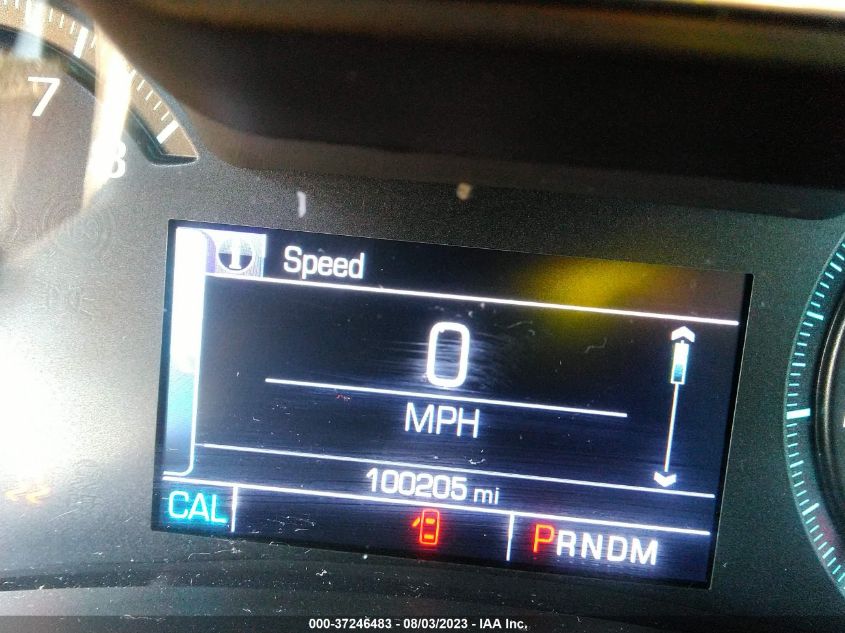 7
8
Speed
0
MPH
100205 mi
CAL
PRNDM
000-37246483 - 08/03/2023 - IAA Inc.